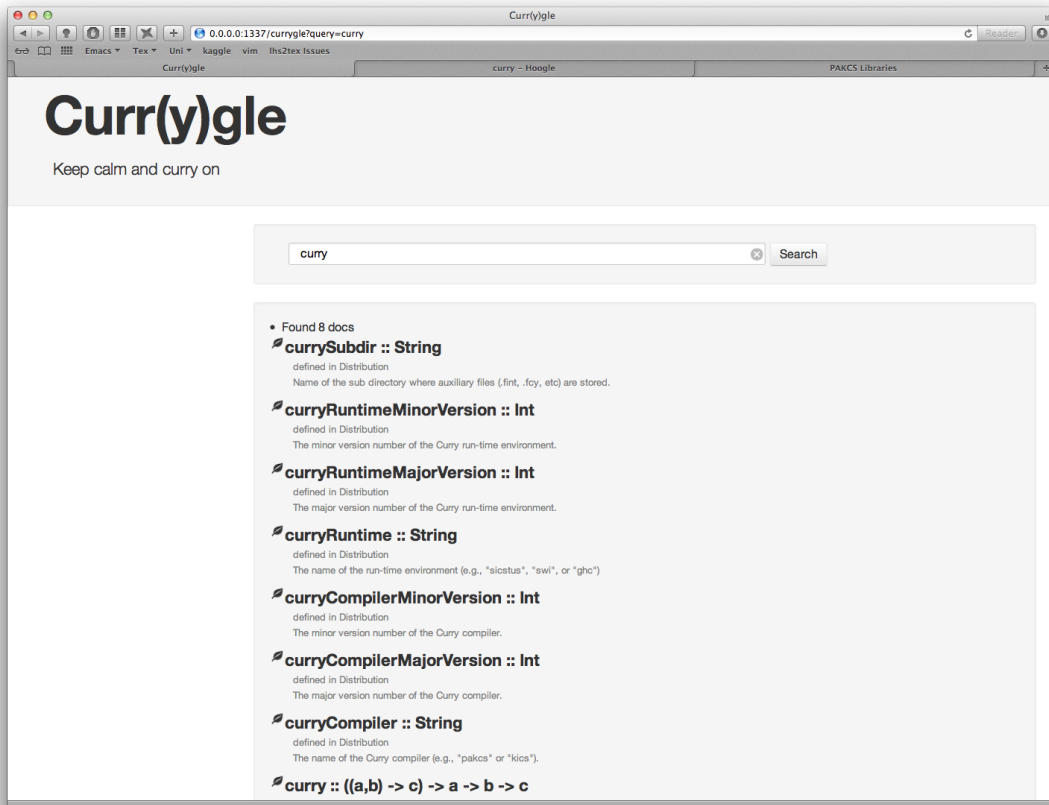 Curr(y)gle
0.0.0.0:1337/currygle?query=curry
Reader
Emacs Tex Uni kaggle vim lhs2tex Issues
Curr(y)gle curry – Hoogle PAKCS Libraries
Curr(y)gle
Keep calm and curry on
curry Search
• Found 8 docs
currySubdir :: String
defined in Distribution
Name of the sub directory where auxiliary files (.fint, .fcy, etc) are stored.
curryRuntimeMinorVersion :: Int
defined in Distribution
The minor version number of the Curry run-time environment.
curryRuntimeMajorVersion :: Int
defined in Distribution
The major version number of the Curry run-time environment.
curryRuntime :: String
defined in Distribution
The name of the run-time environment (e.g., "sicstus", "swi", or "ghc")
curryCompilerMinorVersion :: Int
defined in Distribution
The minor version number of the Curry compiler.
curryCompilerMajorVersion :: Int
defined in Distribution
The major version number of the Curry compiler.
curryCompiler :: String
defined in Distribution
The name of the Curry compiler (e.g., "pakcs" or "kics").
curry :: ((a,b) -> c) -> a -> b -> c